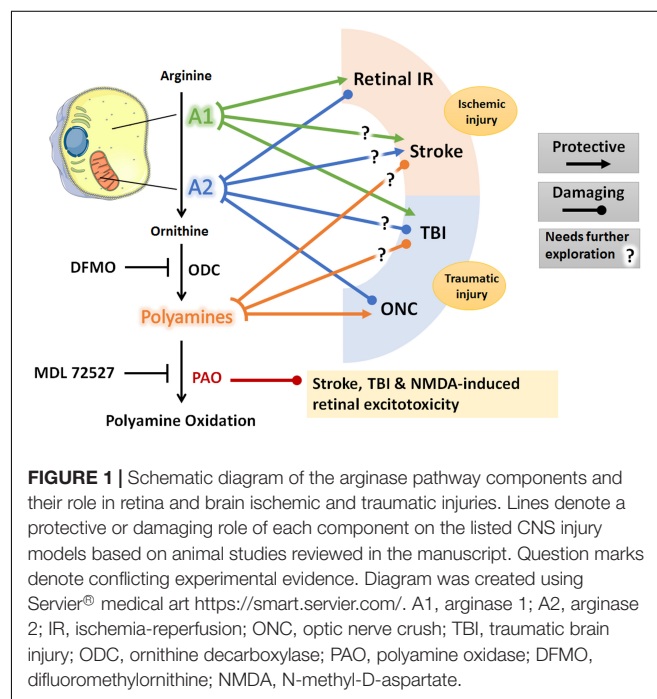 Arginine
A1
A2
Ornithine
DFMO
ODC
Polyamines
MDL 72527
PAO
Polyamine Oxidation
Retinal IR
?
Stroke
?
?
?
TBI
?
ONC
Ischemic
injury
Traumatic
injury
Stroke, TBI & NMDA-induced
retinal excitotoxicity
Protective
Damaging
Needs further
exploration ?
FIGURE 1 | Schematic diagram of the arginase pathway components and
their role in retina and brain ischemic and traumatic injuries. Lines denote a
protective or damaging role of each component on the listed CNS injury
models based on animal studies reviewed in the manuscript. Question marks
denote conflicting experimental evidence. Diagram was created using
Servier® medical art https://smart.servier.com/. A1, arginase 1; A2, arginase
2; IR, ischemia-reperfusion; ONC, optic nerve crush; TBI, traumatic brain
injury; ODC, ornithine decarboxylase; PAO, polyamine oxidase; DFMO,
difluoromethylornithine; NMDA, N-methyl-D-aspartate.